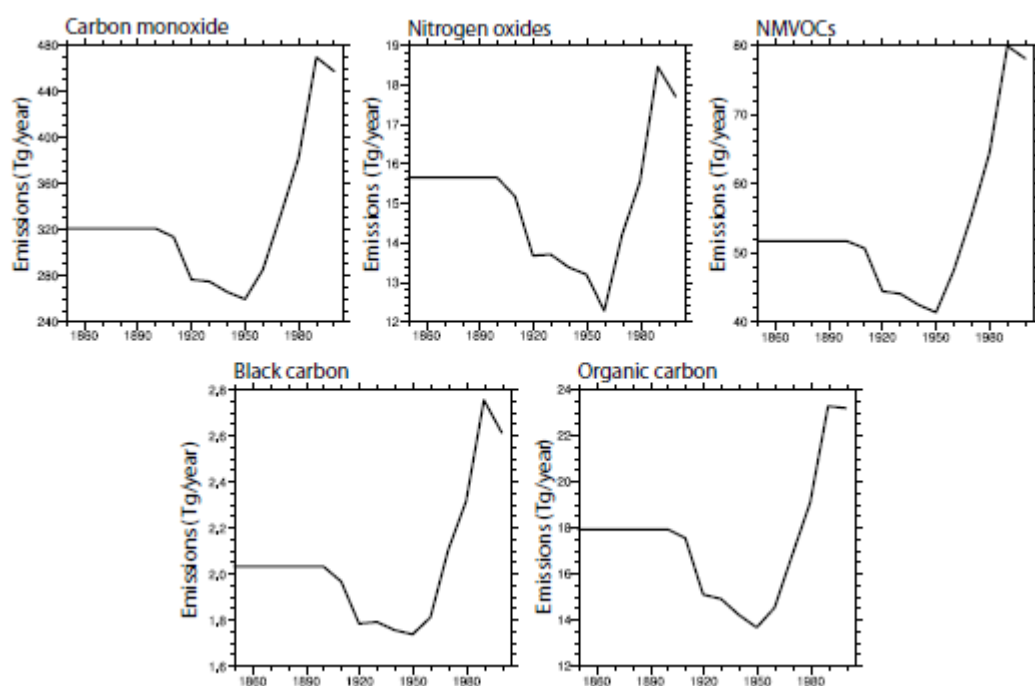 Carbon monoxide
Emissions (Tg/year)
480
440
400
360
320
280
240
1860 1890 1920 1950 1980
Nitrogen oxides
Emissions (Tg/year)
19
18
17
16
15
14
13
12
1860 1890 1920 1950 1980
NMVOCs
Emissions (Tg/year)
80
70
60
50
40
1860 1890 1920 1950 1980
Black carbon
Emissions (Tg/year)
2,8
2,6
2,4
2,2
2,0
1,8
1,6
1860 1890 1920 1950 1980
Organic carbon
Emissions (Tg/year)
24
22
20
18
16
14
12
1860 1890 1920 1950 1980